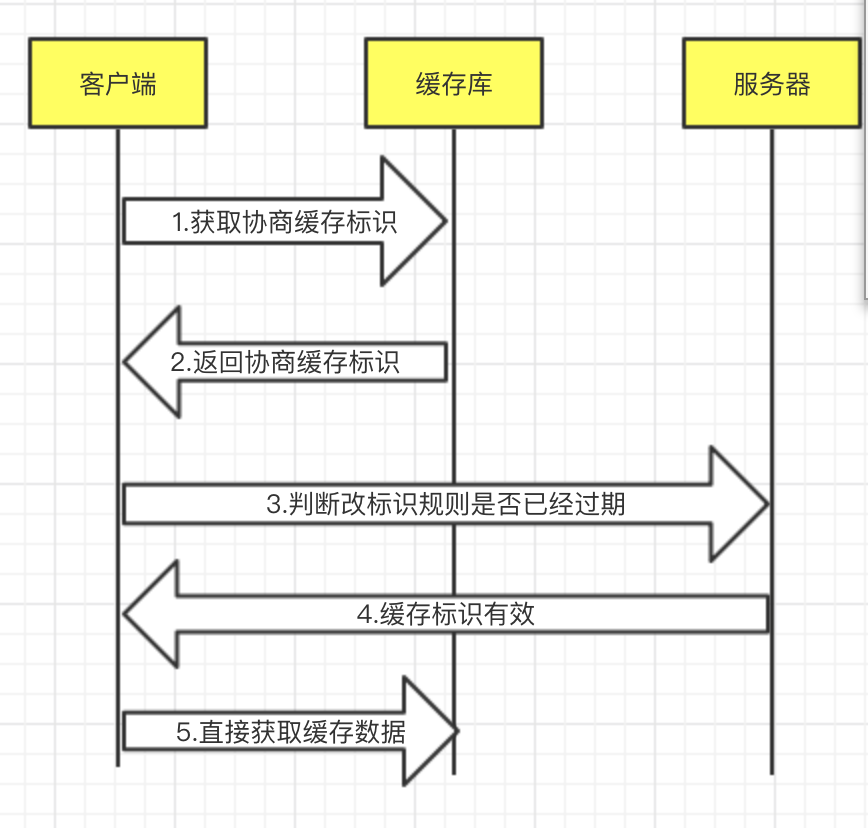 客户端
缓存库
服务器
1.获取协商缓存标识
2.返回协商缓存标识
3.判断改标识规则是否已经过期
4.缓存标识有效
5.直接获取缓存数据